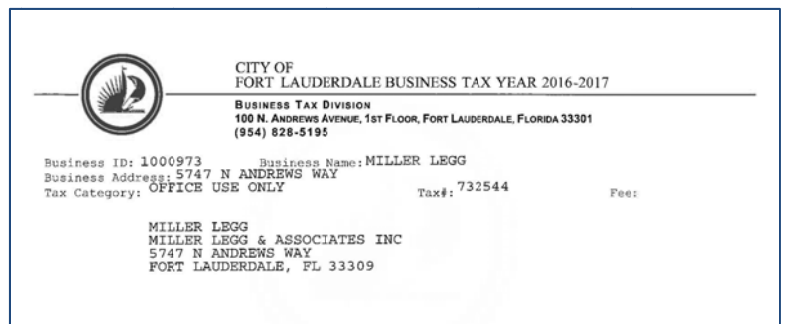 CITY OF
FORT LAUDERDALE BUSINESS TAX YEAR 2016-2017
BUSINESS TAX DIVISION
100 N. ANDREWS AVENUE, 1ST FLOOR, FORT LAUDERDALE, FLORIDA 33301
(954) 828-5195
Business ID: 1000973 Business Name: MILLER LEGG
Business Address: 5747 N ANDREWS WAY
Tax Category: OFFICE USE ONLY Tax#: 732544 Fee:
MILLER LEGG
MILLER LEGG & ASSOCIATES INC
5747 N ANDREWS WAY
FORT LAUDERDALE, FL 33309